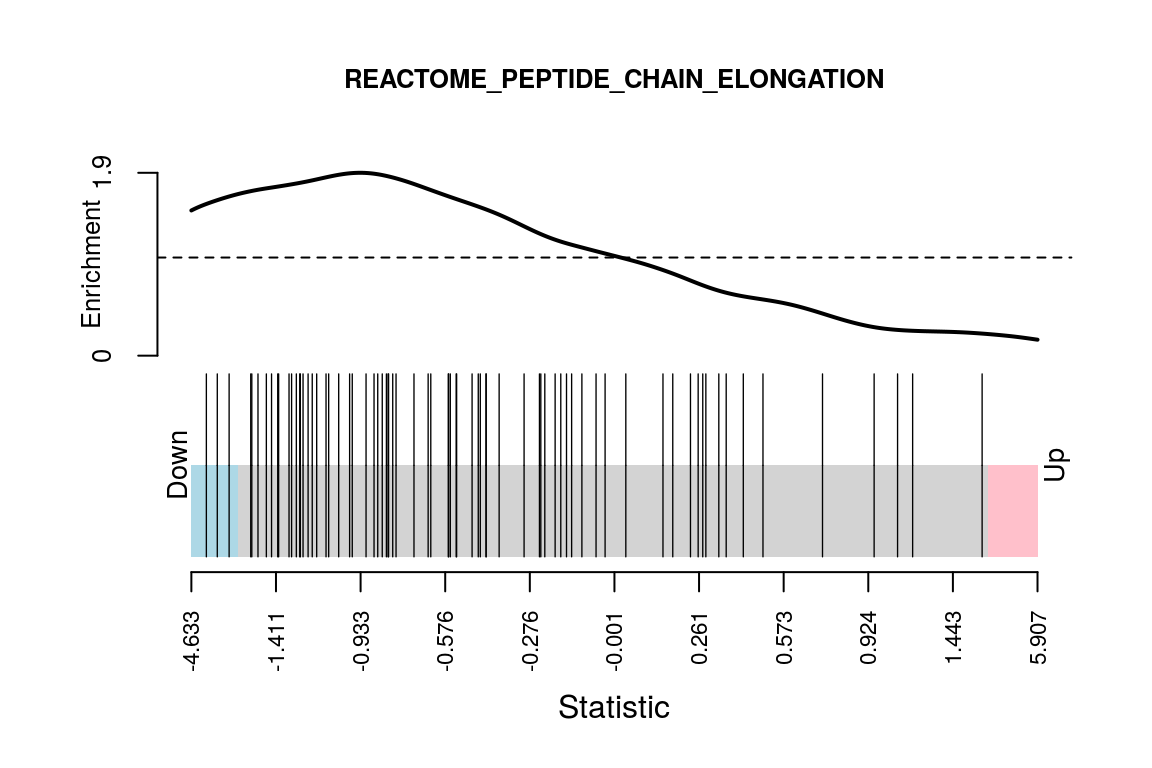 REACTOME_PEPTIDE_CHAIN_ELONGATION
1.9
Enrichment
0
Down
Up
-4.633
-1.411
-0.933
-0.576
-0.276
-0.001
0.261
0.573
0.924
1.443
5.907
Statistic